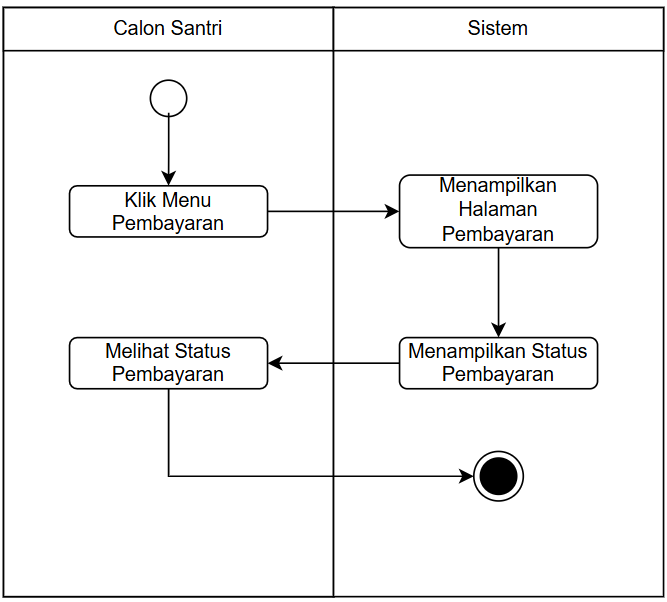 Calon Santri
Sistem
Klik Menu
Pembayaran
Menampilkan
Halaman
Pembayaran
Melihat Status
Pembayaran
Menampilkan Status
Pembayaran